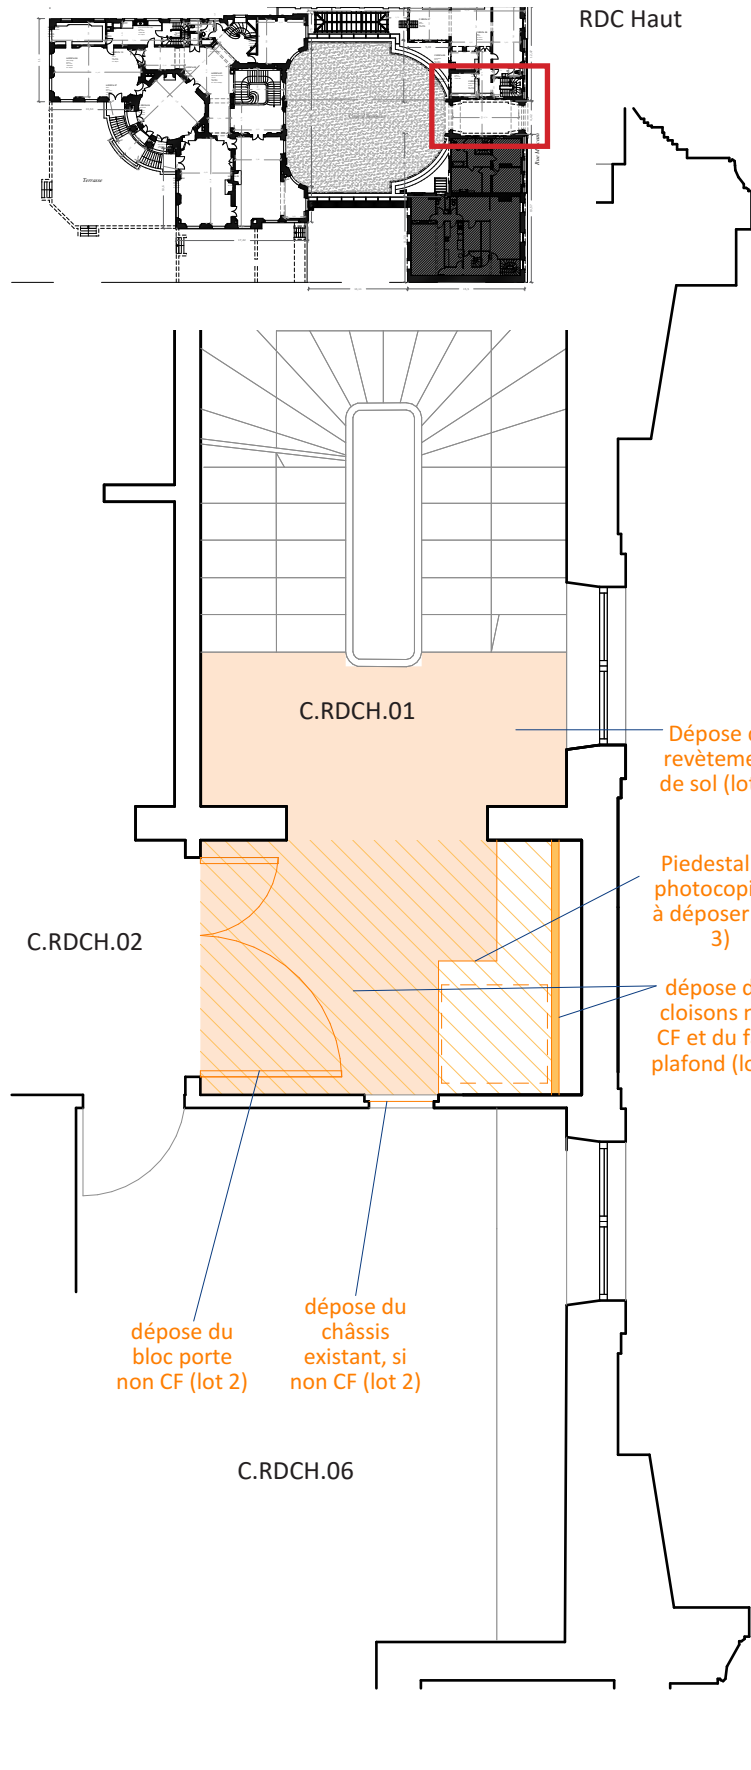 RDC Haut
Terrasse
C.RDCH.01
Dépose
revèteme
de sol (lot
Piedestal
photocopi
à déposer
3)
C.RDCH.02
dépose d
cloisons n
CF et du f
plafond (lo
dépose du
bloc porte
non CF (lot 2)
dépose du
châssis
existant, si
non CF (lot 2)
C.RDCH.06